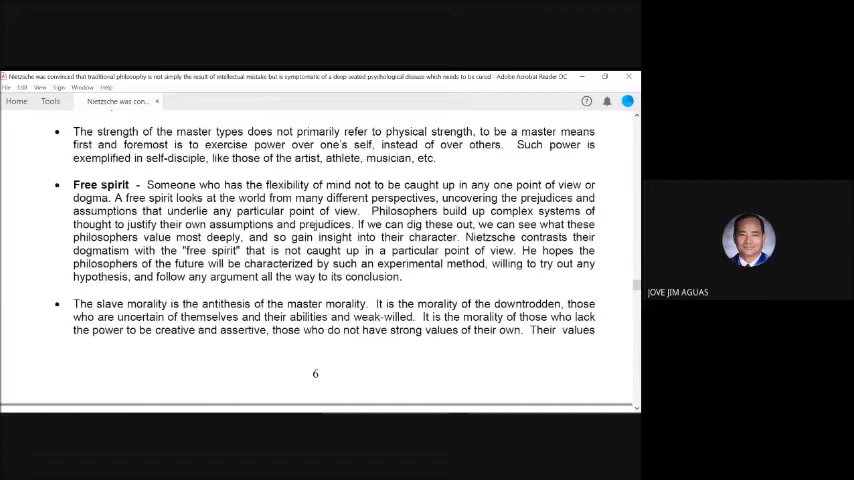 Nietzsche was convinced that traditional philosophy is not simply the result of intellectual mistake but is symptomatic of a deep seated psychological disease which needs to be cured - Adobe Acrobat Reader DC
File Edit View Sign Window Help
Home Tools Nietzsche was con... ×
• The strength of the master types does not primarily refer to physical strength, to be a master means
first and foremost is to exercise power over one's self, instead of over others. Such power is
exemplified in self-disciple, like those of the artist, athlete, musician, etc.
• Free spirit - Someone who has the flexibility of mind not to be caught up in any one point of view or
dogma. A free spirit looks at the world from many different perspectives, uncovering the prejudices and
assumptions that underlie any particular point of view. Philosophers build up complex systems of
thought to justify their own assumptions and prejudices. If we can dig these out, we can see what these
philosophers value most deeply, and so gain insight into their character. Nietzsche contrasts their
dogmatism with the "free spirit" that is not caught up in a particular point of view. He hopes the
philosophers of the future will be characterized by such an experimental method, willing to try out any
hypothesis, and follow any argument all the way to its conclusion.
• The slave morality is the antithesis of the master morality. It is the morality of the downtrodden, those
who are uncertain of themselves and their abilities and weak-willed. It is the morality of those who lack
the power to be creative and assertive, those who do not have strong values of their own. Their values
6
JOVE JIM AGUAS